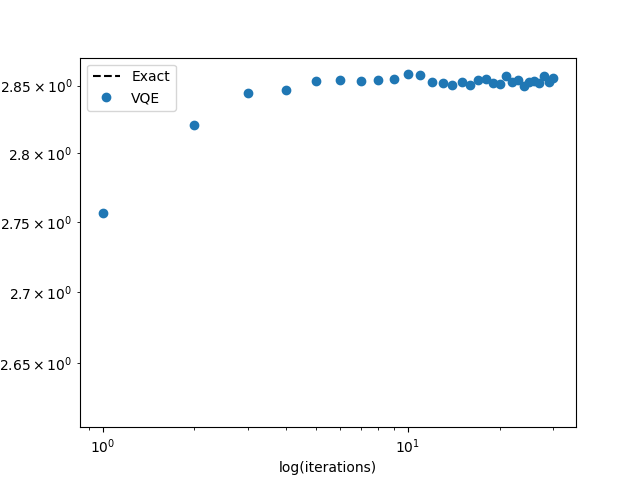 Exact
VQE
2.85 × 10⁰
2.8 × 10⁰
2.75 × 10⁰
2.7 × 10⁰
2.65 × 10⁰
10⁰
10¹
log(iterations)